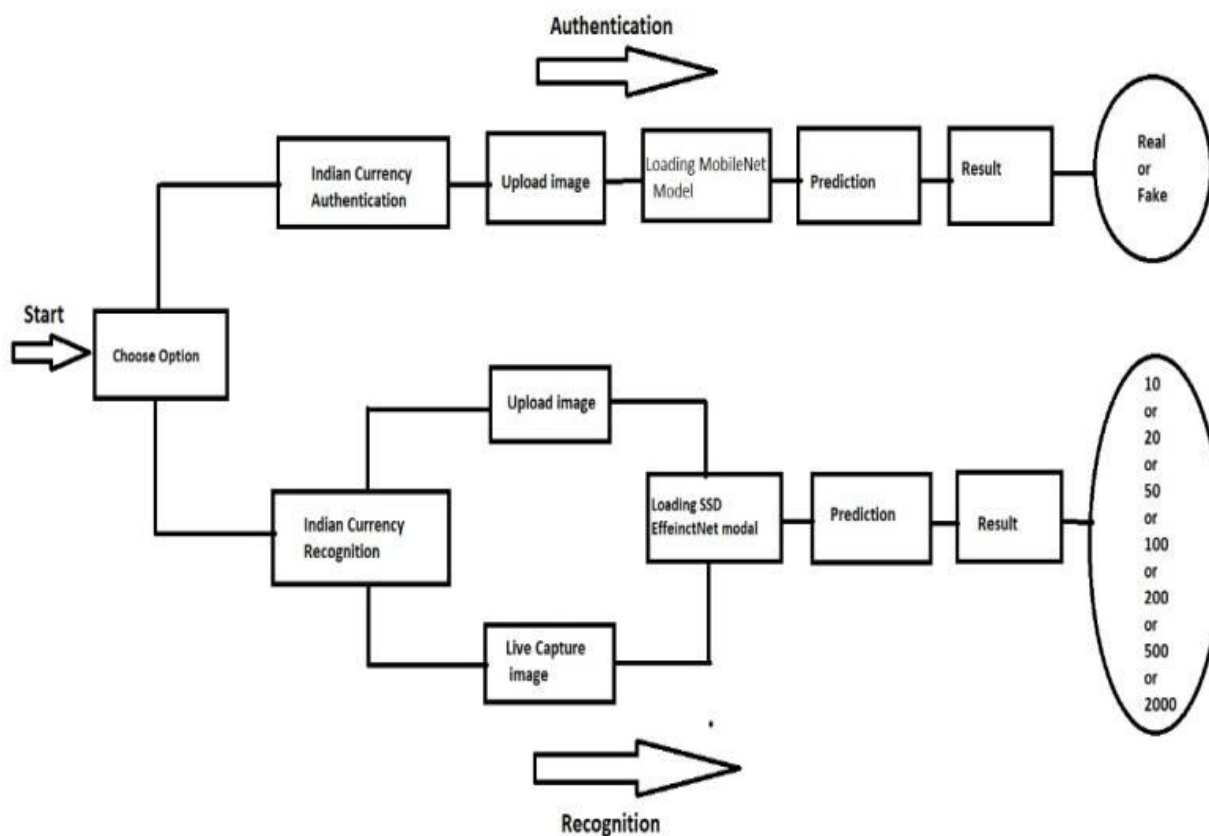 Authentication
Indian Currency
Authentication
Upload image
Loading MobileNet
Model
Prediction
Result
Real
or
Fake
Start
Choose Option
Indian Currency
Recognition
Upload image
Live Capture
image
Loading SSD
EffeinctNet modal
Prediction
Result
10
or
20
or
50
or
100
or
200
or
500
or
2000
Recognition